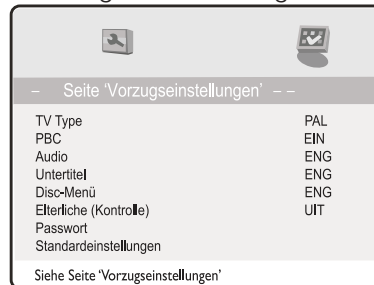 – Seite 'Vorzugseinstellungen' – –
TV Type PAL
PBC EIN
Audio ENG
Untertitel ENG
Disc-Menü ENG
Elterliche (Kontrolle) UIT
Passwort
Standardeinstellungen
Siehe Seite 'Vorzugseinstellungen'